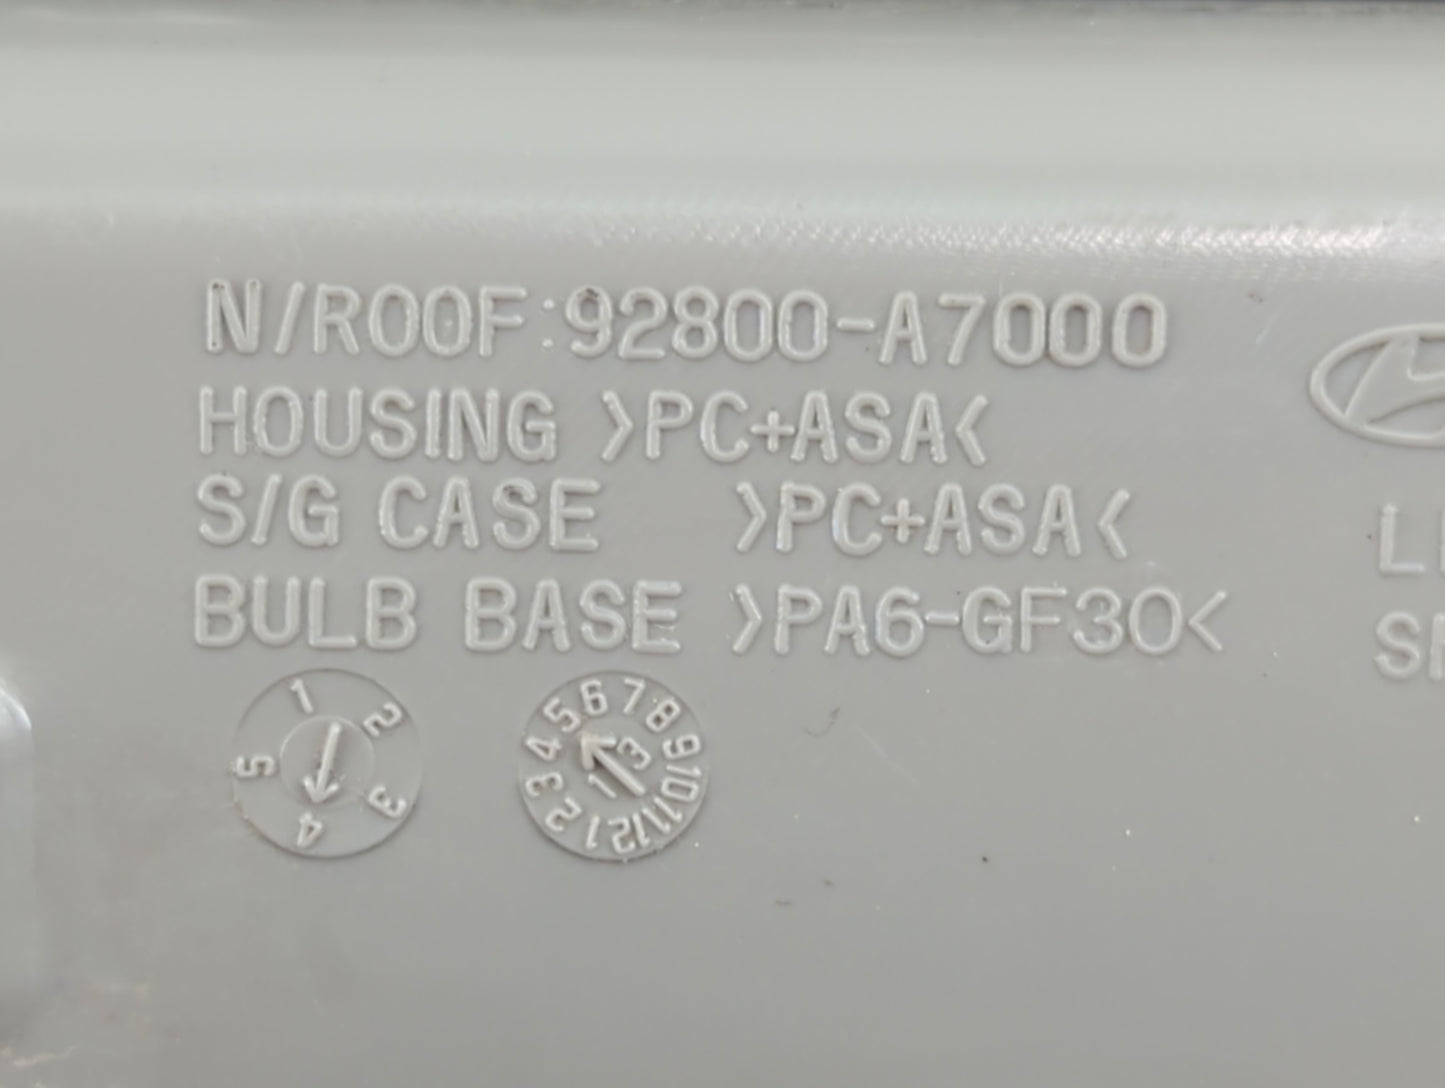 N/ROOF:92800-A7000
HOUSING >PC+ASA<
S/G CASE >PC+ASA<
BULB BASE >PA6-GF30<
1 2 3 4 5
1 2 3 4 5 6 7 8 9 10 11 12
13